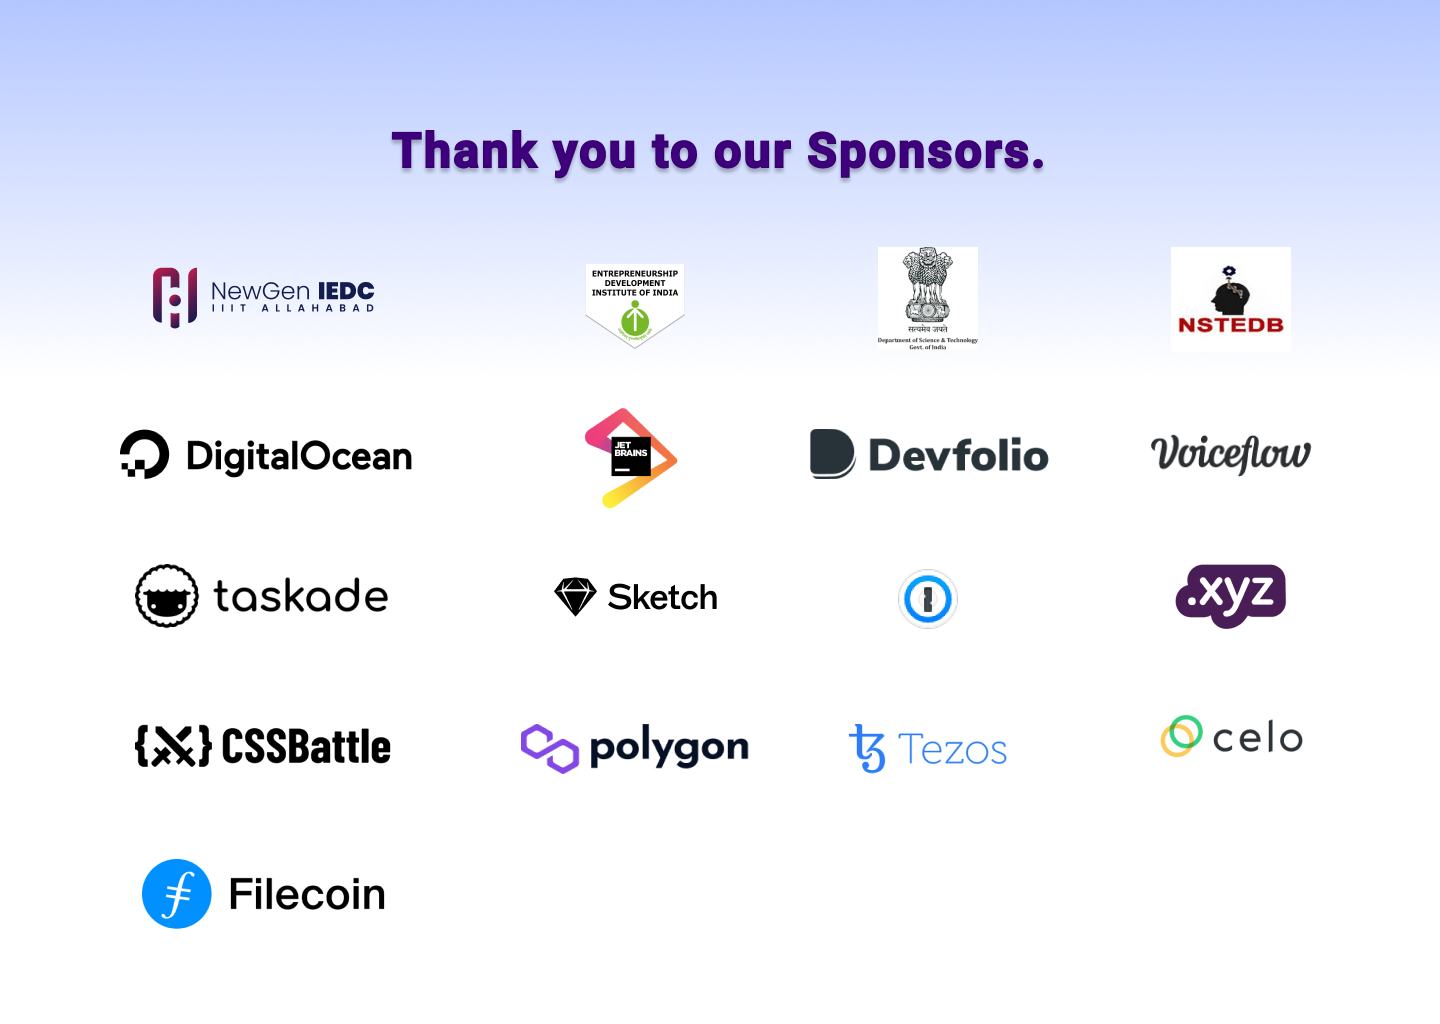 Thank you to our Sponsors.
NewGen IEDC
IIIT ALLAHABAD
ENTREPRENEURSHIP
DEVELOPMENT
INSTITUTE OF INDIA
सत्यमेव जयते
Department of Science & Technology
Govt. of India
NSTEDB
DigitalOcean
JET
BRAINS
Devfolio
Voiceflow
taskade
Sketch
.xyz
{ } CSSBattle
polygon
Tezos
celo
Filecoin